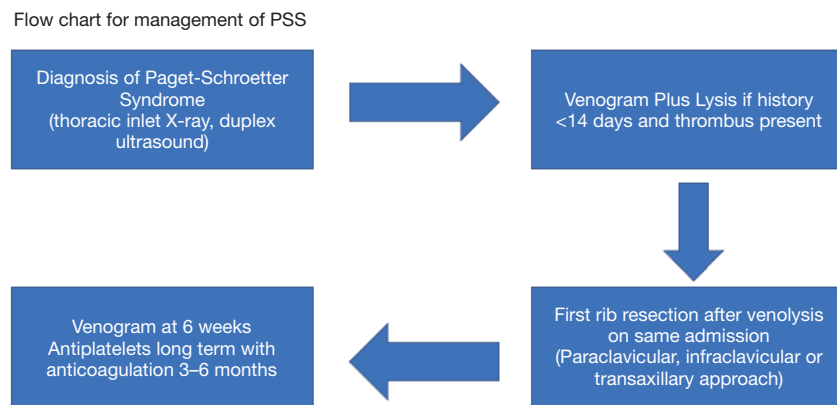 Flow chart for management of PSS
Diagnosis of Paget-Schroetter
Syndrome
(thoracic inlet X-ray, duplex
ultrasound)
Venogram Plus Lysis if history
<14 days and thrombus present
First rib resection after venolysis
on same admission
(Paraclavicular, infraclavicular or
transaxillary approach)
Venogram at 6 weeks
Antiplatelets long term with
anticoagulation 3–6 months